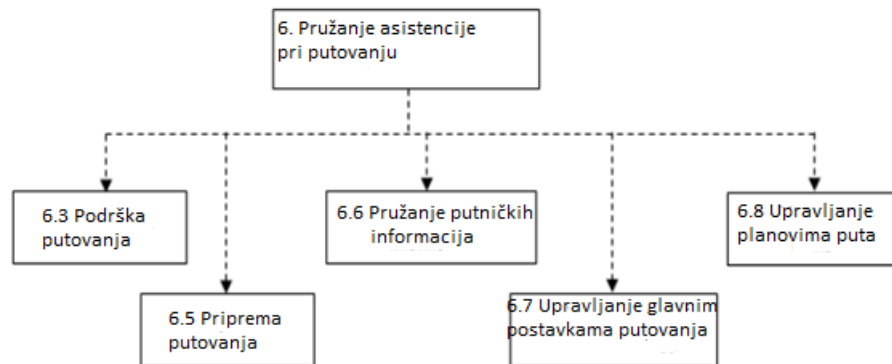 6. Pružanje asistencije
pri putovanju
6.3 Podrška
putovanja
6.6 Pružanje putničkih
informacija
6.8 Upravljanje
planovima puta
6.5 Priprema
putovanja
6.7 Upravljanje glavnim
postavkama putovanja